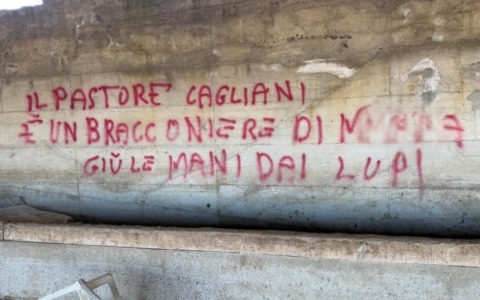 IL PASTORE CAGLIANI
È UN BRACCONIERE DI
GIÙ LE MANI DAI LUPI